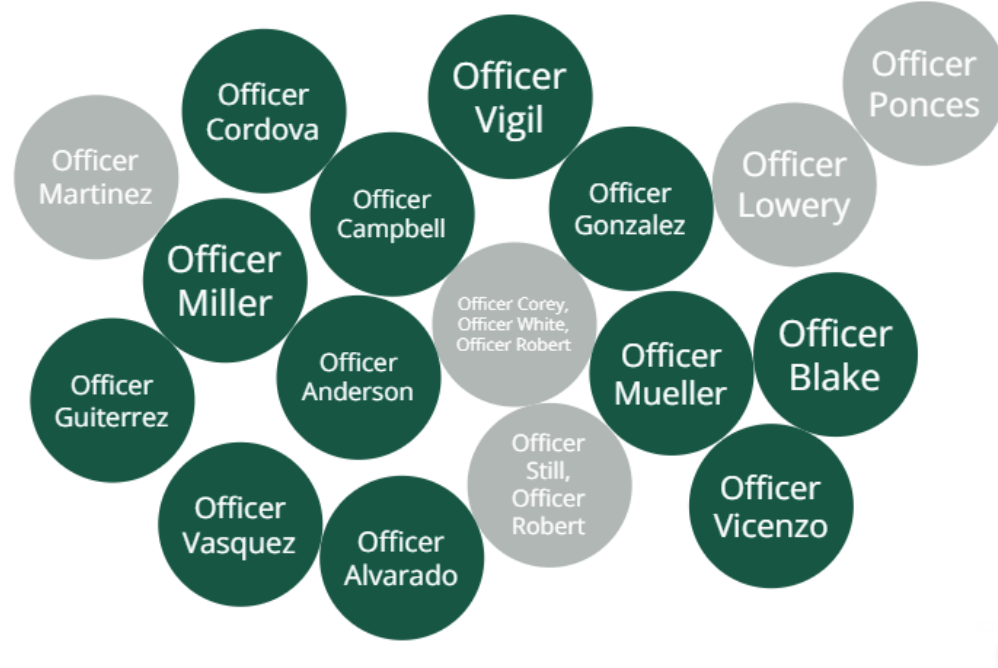 Officer
Ponces
Officer
Vigil
Officer
Cordova
Officer
Martinez
Officer
Lowery
Officer
Campbell
Officer
Gonzalez
Officer
Miller
Officer Corey,
Officer White,
Officer Robert
Officer
Blake
Officer
Mueller
Officer
Anderson
Officer
Guiterrez
Officer
Still,
Officer
Robert
Officer
Vicenzo
Officer
Vasquez
Officer
Alvarado